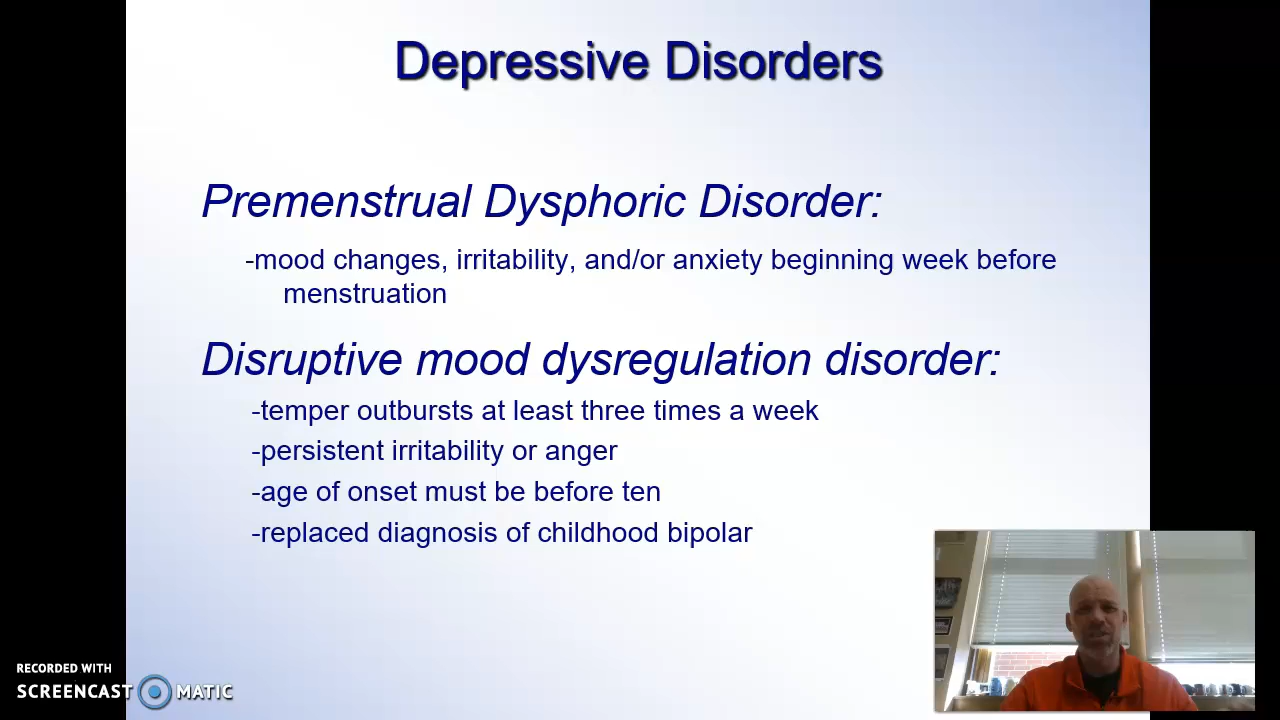 Depressive Disorders
Premenstrual Dysphoric Disorder:
-mood changes, irritability, and/or anxiety beginning week before
menstruation
Disruptive mood dysregulation disorder:
-temper outbursts at least three times a week
-persistent irritability or anger
-age of onset must be before ten
-replaced diagnosis of childhood bipolar
RECORDED WITH
SCREENCAST MATIC